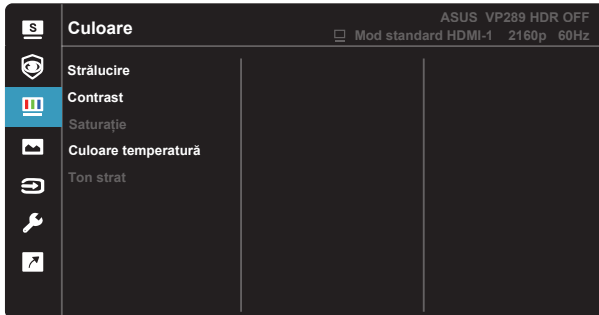 S
Culoare
ASUS VP289 HDR OFF
Mod standard HDMI-1 2160p 60Hz
Strălucire
Contrast
Saturație
Culoare temperatură
Ton strat